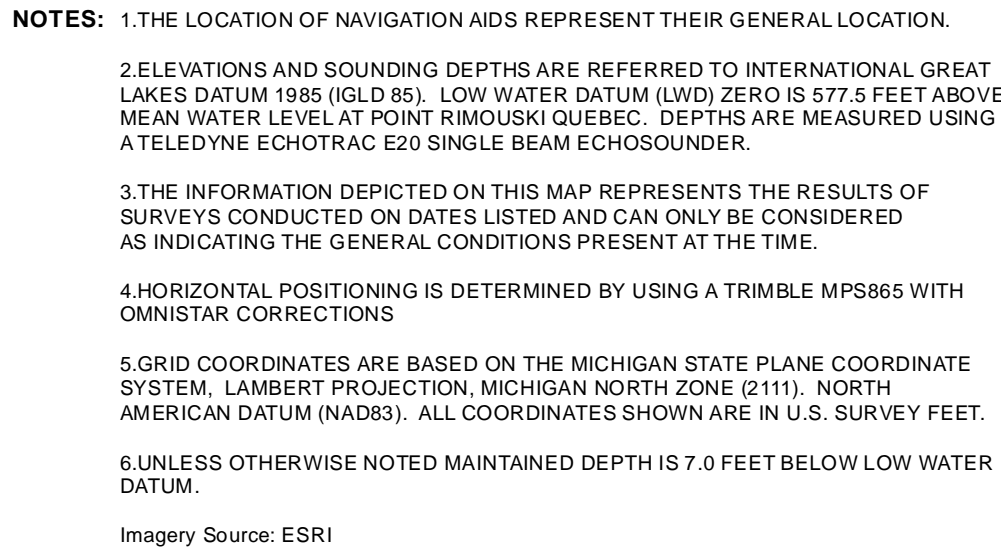 NOTES: 1.THE LOCATION OF NAVIGATION AIDS REPRESENT THEIR GENERAL LOCATION.
2.ELEVATIONS AND SOUNDING DEPTHS ARE REFERRED TO INTERNATIONAL GREAT
LAKES DATUM 1985 (IGLD 85). LOW WATER DATUM (LWD) ZERO IS 577.5 FEET ABOVE
MEAN WATER LEVEL AT POINT RIMOUSKI QUEBEC. DEPTHS ARE MEASURED USING
A TELEDYNE ECHOTRAC E20 SINGLE BEAM ECHOSOUNDER.
3.THE INFORMATION DEPICTED ON THIS MAP REPRESENTS THE RESULTS OF
SURVEYS CONDUCTED ON DATES LISTED AND CAN ONLY BE CONSIDERED
AS INDICATING THE GENERAL CONDITIONS PRESENT AT THE TIME.
4.HORIZONTAL POSITIONING IS DETERMINED BY USING A TRIMBLE MPS865 WITH
OMNISTAR CORRECTIONS
5.GRID COORDINATES ARE BASED ON THE MICHIGAN STATE PLANE COORDINATE
SYSTEM, LAMBERT PROJECTION, MICHIGAN NORTH ZONE (2111). NORTH
AMERICAN DATUM (NAD83). ALL COORDINATES SHOWN ARE IN U.S. SURVEY FEET.
6.UNLESS OTHERWISE NOTED MAINTAINED DEPTH IS 7.0 FEET BELOW LOW WATER
DATUM.
Imagery Source: ESRI